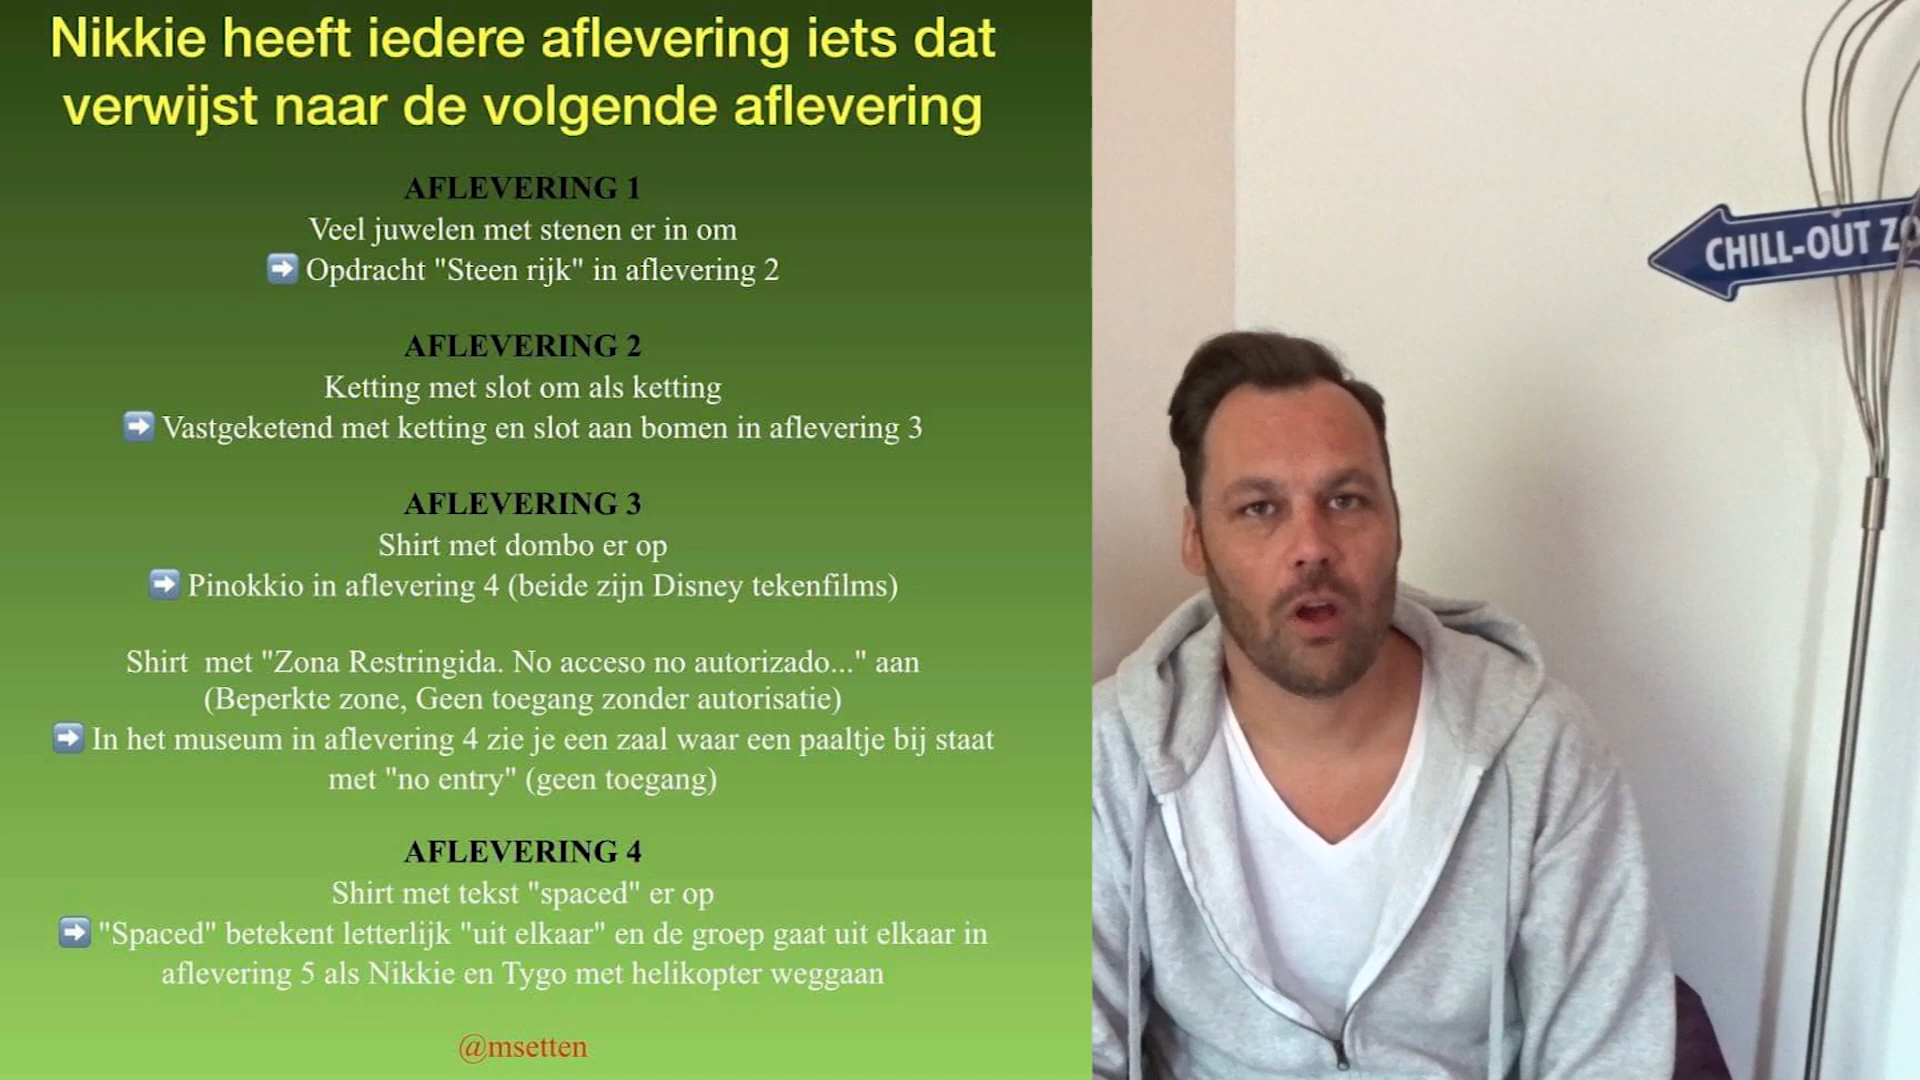 Nikkie heeft iedere aflevering iets dat
verwijst naar de volgende aflevering
AFLEVERING 1
Veel juwelen met stenen er in om
➡ Opdracht "Steen rijk" in aflevering 2
AFLEVERING 2
Ketting met slot om als ketting
➡ Vastgeketend met ketting en slot aan bomen in aflevering 3
AFLEVERING 3
Shirt met dombo er op
➡ Pinokkio in aflevering 4 (beide zijn Disney tekenfilms)
Shirt met "Zona Restringida. No acceso no autorizado..." aan
(Beperkte zone, Geen toegang zonder autorisatie)
➡ In het museum in aflevering 4 zie je een zaal waar een paaltje bij staat
met "no entry" (geen toegang)
AFLEVERING 4
Shirt met tekst "spaced" er op
➡ "Spaced" betekent letterlijk "uit elkaar" en de groep gaat uit elkaar in
aflevering 5 als Nikkie en Tygo met helikopter weggaan
@msetten
CHILL-OUT ZO